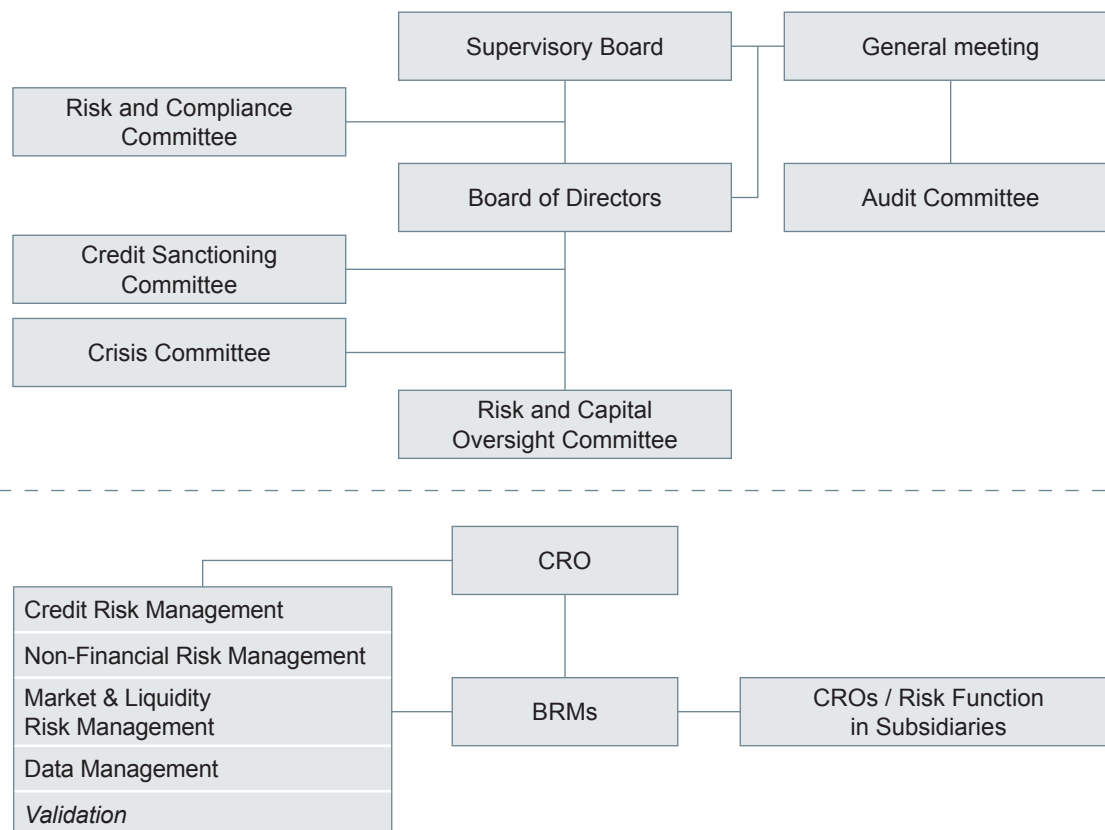 Supervisory Board
General meeting
Risk and Compliance
Committee
Board of Directors
Audit Committee
Credit Sanctioning
Committee
Crisis Committee
Risk and Capital
Oversight Committee
CRO
Credit Risk Management
Non-Financial Risk Management
Market & Liquidity
Risk Management
BRMs
CROs / Risk Function
in Subsidiaries
Data Management
Validation